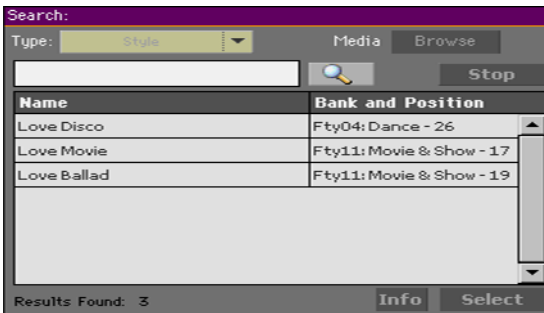 Search:
Type: Style Media Browse
Stop
Name Bank and Position
Love Disco Fty04: Dance - 26
Love Movie Fty11: Movie & Show - 17
Love Ballad Fty11: Movie & Show - 19
Results Found: 3 Info Select